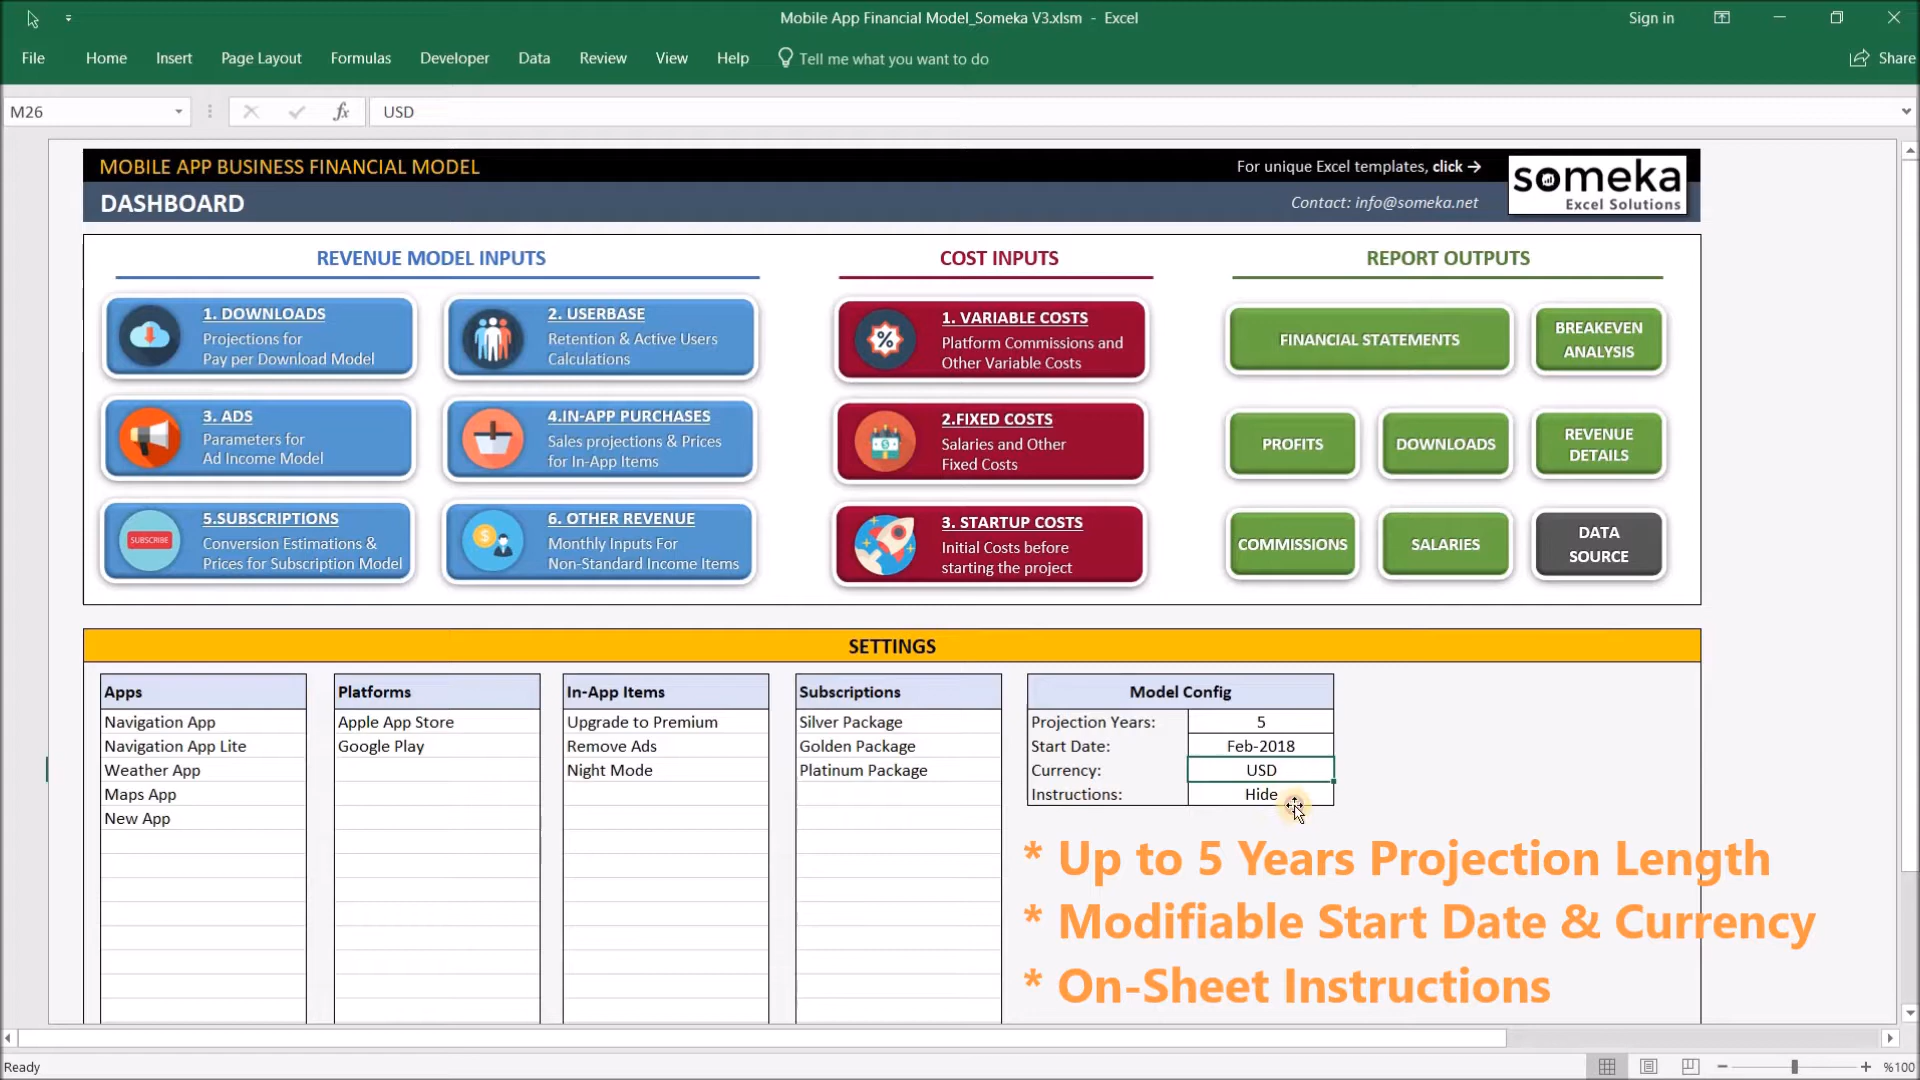 Mobile App Financial Model_Someka V3.xlsm - Excel
Sign in
File Home Insert Page Layout Formulas Developer Data Review View Help Tell me what you want to do Share
M26 fx USD
MOBILE APP BUSINESS FINANCIAL MODEL
For unique Excel templates, click →
DASHBOARD
Contact: info@someka.net
someka
Excel Solutions
REVENUE MODEL INPUTS
1. DOWNLOADS
Projections for
Pay per Download Model
2. USERBASE
Retention & Active Users
Calculations
3. ADS
Parameters for
Ad Income Model
4.IN-APP PURCHASES
Sales projections & Prices
for In-App Items
SUBSCRIBE
5.SUBSCRIPTIONS
Conversion Estimations &
Prices for Subscription Model
6. OTHER REVENUE
Monthly Inputs For
Non-Standard Income Items
COST INPUTS
%
1. VARIABLE COSTS
Platform Commissions and
Other Variable Costs
2.FIXED COSTS
Salaries and Other
Fixed Costs
3. STARTUP COSTS
Initial Costs before
starting the project
REPORT OUTPUTS
FINANCIAL STATEMENTS
BREAKEVEN
ANALYSIS
PROFITS
DOWNLOADS
REVENUE
DETAILS
COMMISSIONS
SALARIES
DATA
SOURCE
SETTINGS
Apps
Navigation App
Navigation App Lite
Weather App
Maps App
New App
Platforms
Apple App Store
Google Play
In-App Items
Upgrade to Premium
Remove Ads
Night Mode
Subscriptions
Silver Package
Golden Package
Platinum Package
Model Config
Projection Years: 5
Start Date: Feb-2018
Currency: USD
Instructions: Hide
* Up to 5 Years Projection Length
* Modifiable Start Date & Currency
* On-Sheet Instructions
Ready
%100